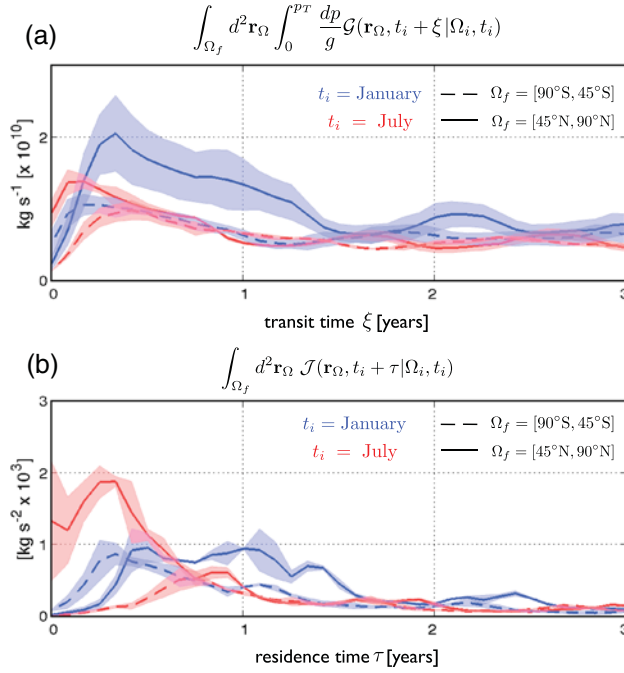 (a) ∫_{Ω_f} d²r_Ω ∫_0^{p_T} dp/g 𝒢(r_Ω, t_i + ξ|Ω_i, t_i)
t_i = January Ω_f = [90°S, 45°S]
t_i = July Ω_f = [45°N, 90°N]
kg s⁻¹ [x 10¹⁰]
2
0
0 1 2 3
transit time ξ [years]
(b) ∫_{Ω_f} d²r_Ω 𝒥(r_Ω, t_i + τ|Ω_i, t_i)
3
t_i = January Ω_f = [90°S, 45°S]
t_i = July Ω_f = [45°N, 90°N]
[kg s⁻² x 10³]
2
1
0
0 1 2 3
residence time τ [years]